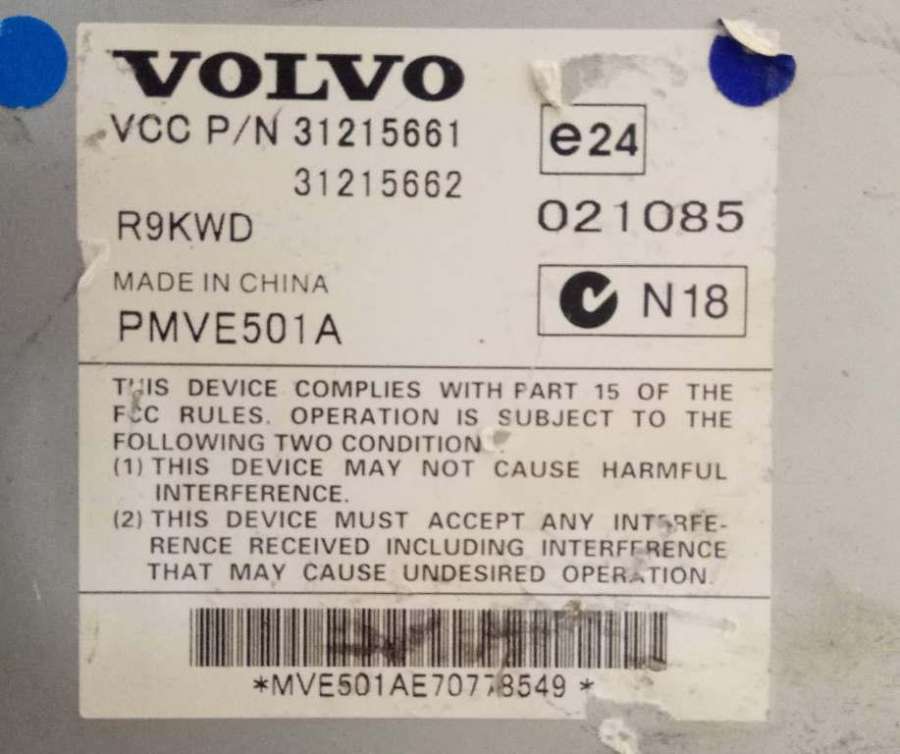 VOLVO
VCC P/N 31215661
31215662
e24
R9KWD
021085
MADE IN CHINA
N18
PMVE501A
THIS DEVICE COMPLIES WITH PART 15 OF THE
FCC RULES. OPERATION IS SUBJECT TO THE
FOLLOWING TWO CONDITION
(1) THIS DEVICE MAY NOT CAUSE HARMFUL
INTERFERENCE.
(2) THIS DEVICE MUST ACCEPT ANY INTERFE-
RENCE RECEIVED INCLUDING INTERFERENCE
THAT MAY CAUSE UNDESIRED OPERATION.
*MVE501AE70778549*